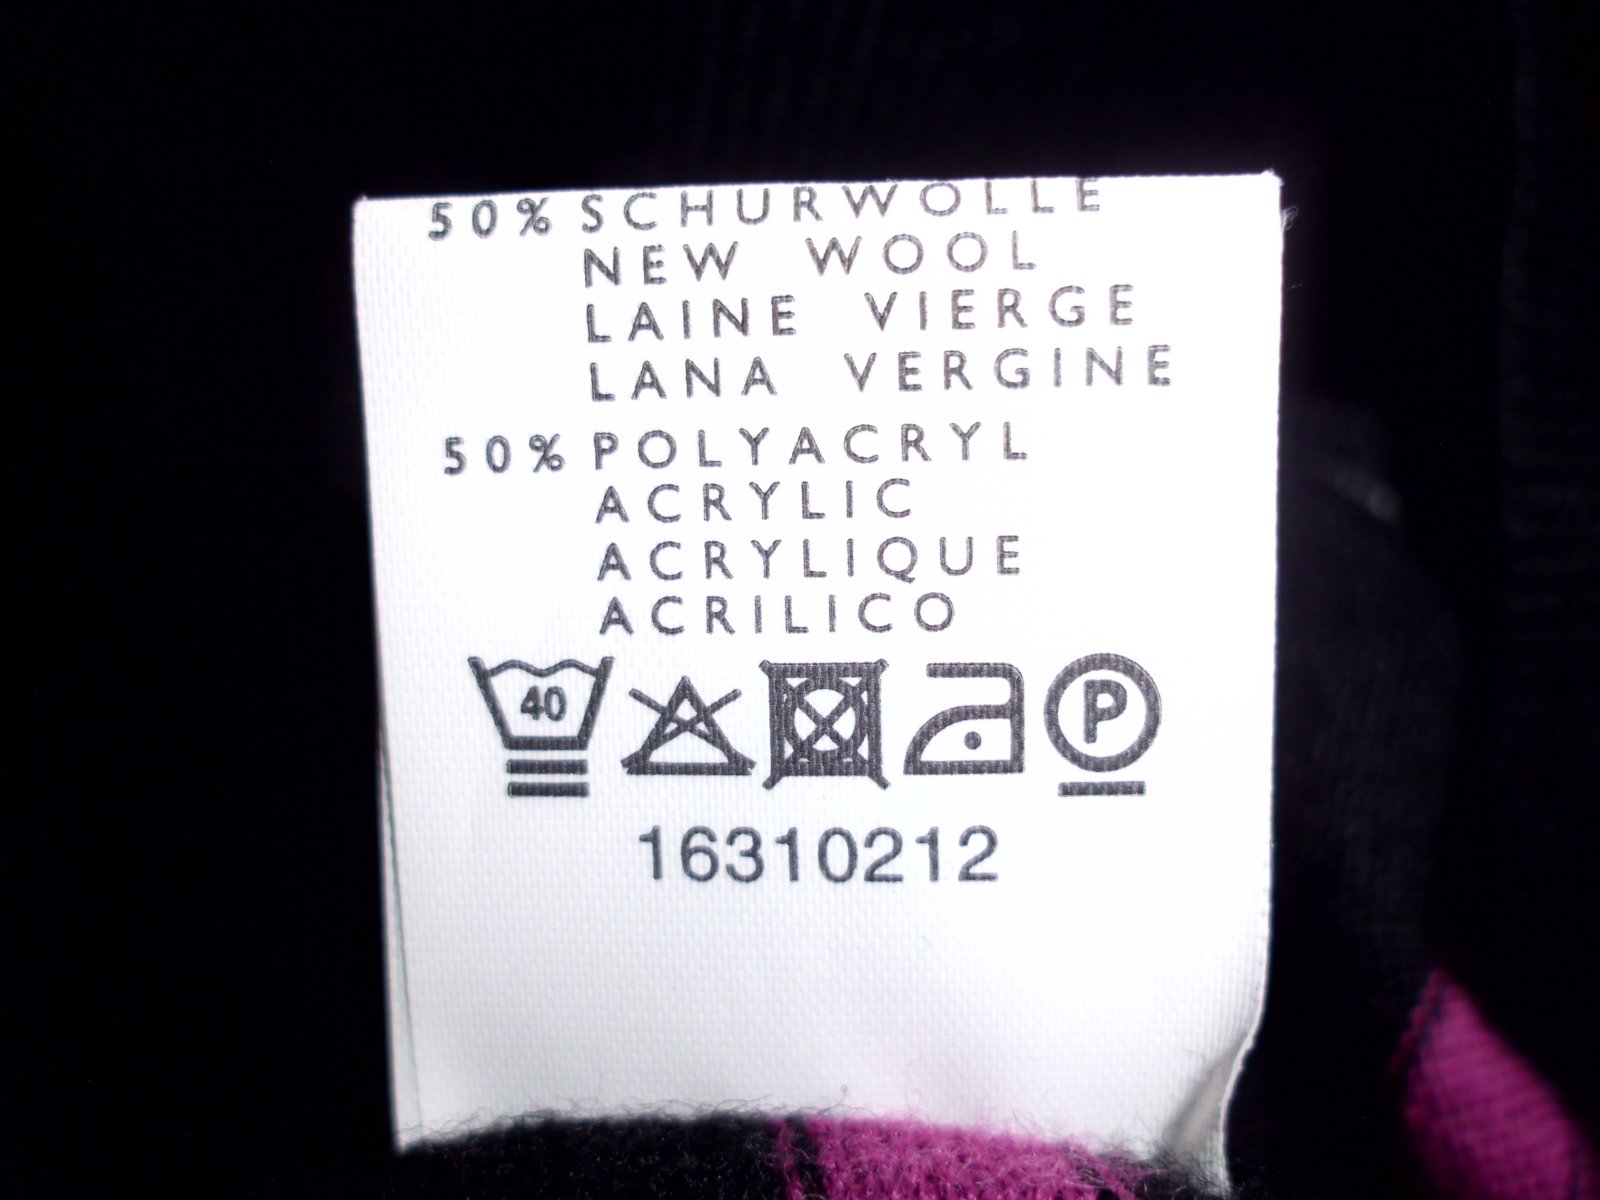 50% SCHURWOLLE
NEW WOOL
LAINE VIERGE
LANA VERGINE
50% POLYACRYL
ACRYLIC
ACRYLIQUE
ACRILICO
40 P
16310212